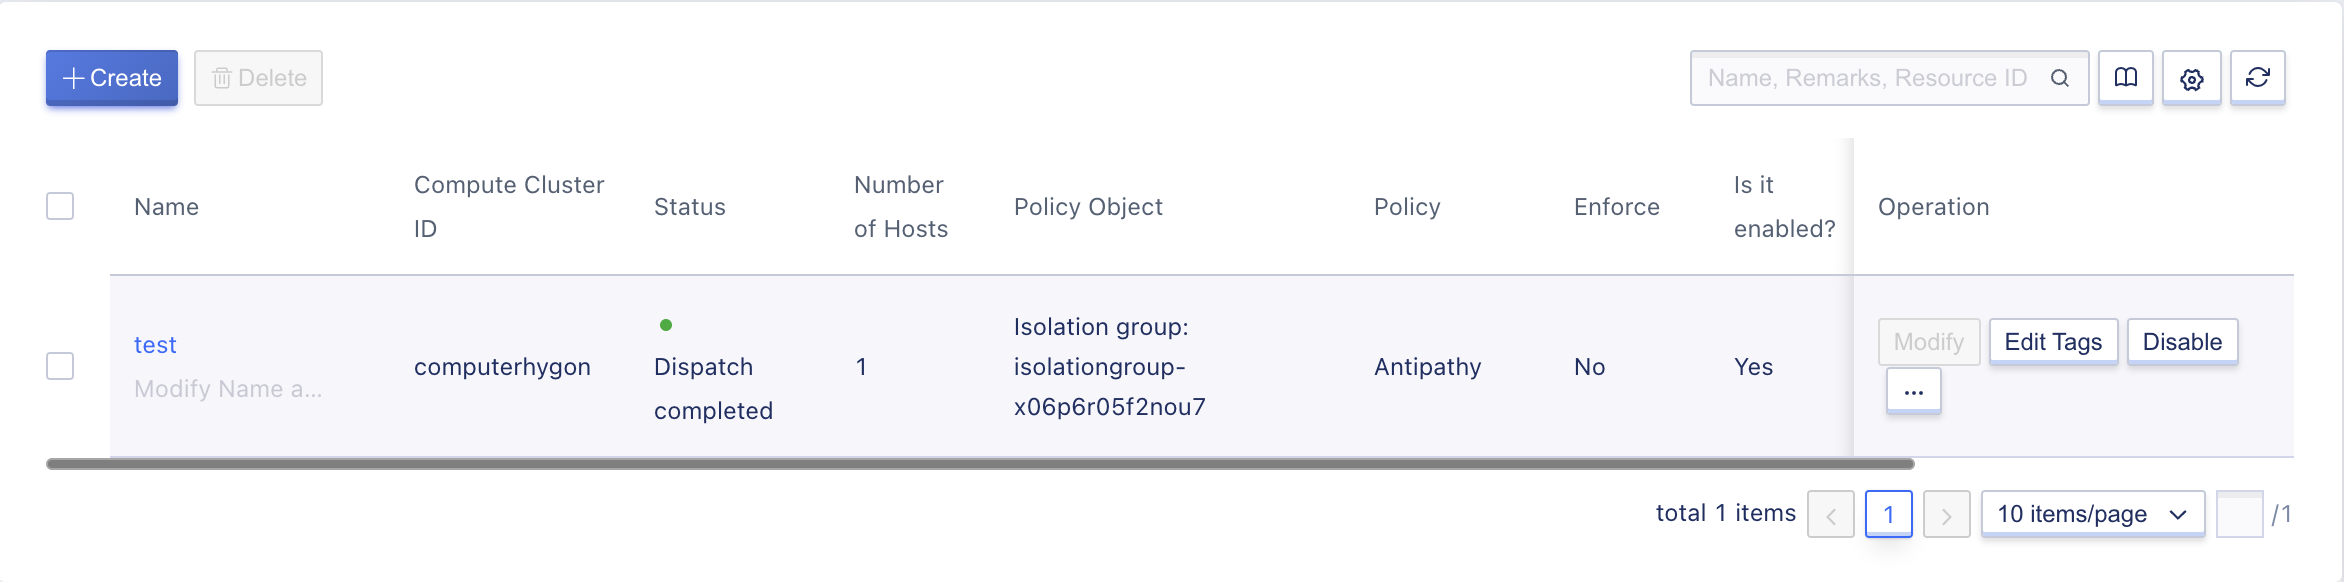 Create
Delete
Name, Remarks, Resource ID
Name
Compute Cluster
ID
Status
Number
of Hosts
Policy Object
Policy
Enforce
Is it
enabled?
Operation
test
Modify Name a...
computerhygon
Dispatch
completed
1
Isolation group:
isolationgroup-
x06p6r05f2nou7
Antipathy
No
Yes
Modify
Edit Tags
Disable
...
total 1 items
1
10 items/page
/1